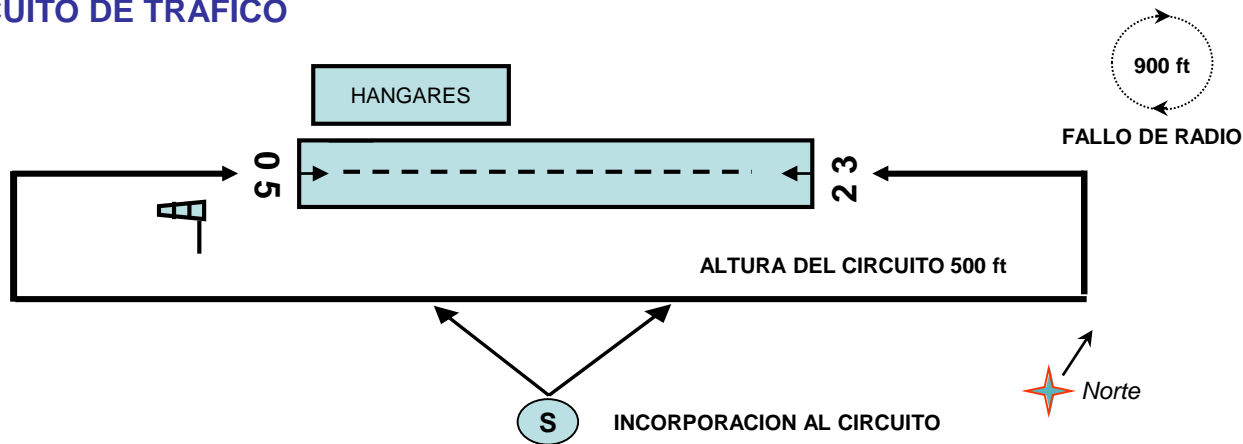 CUITO DE TRAFICO
900 ft
FALLO DE RADIO
HANGARES
0 5
2 3
ALTURA DEL CIRCUITO 500 ft
Norte
S
INCORPORACION AL CIRCUITO